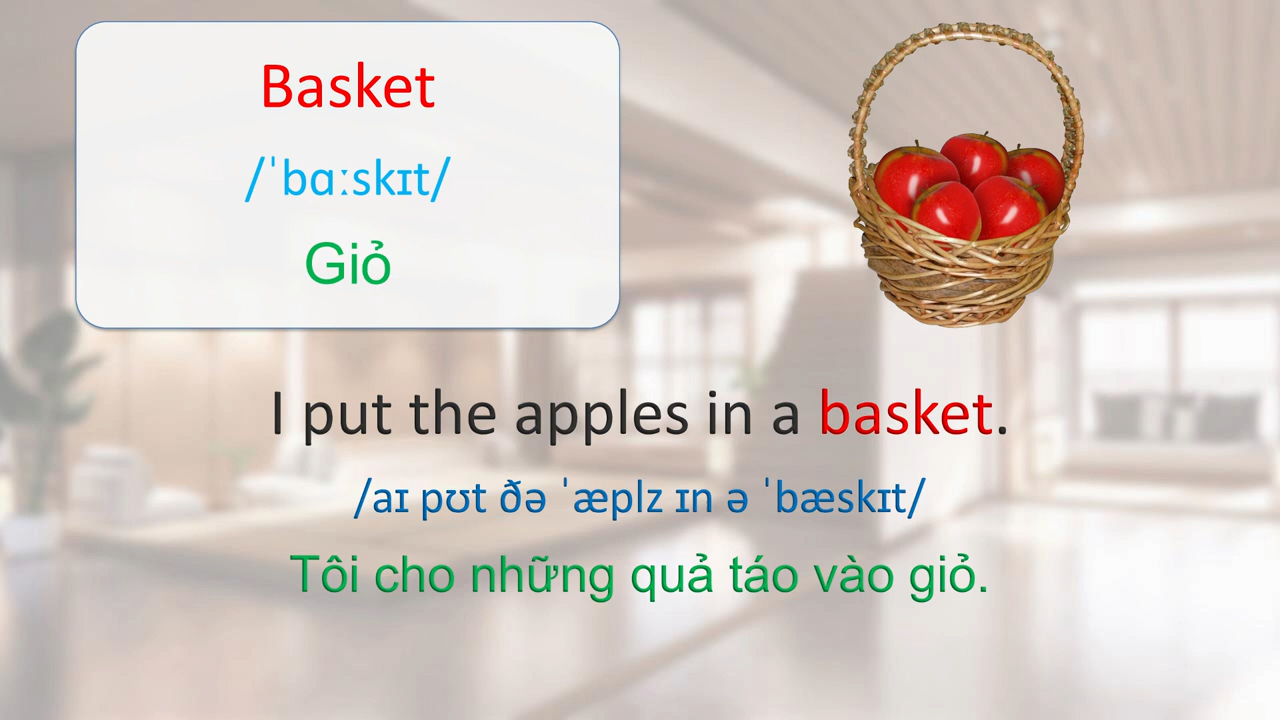 Basket
/ˈbɑːskɪt/
Giỏ
I put the apples in a basket.
/aɪ pʊt ðə ˈæplz ɪn ə ˈbæskɪt/
Tôi cho những quả táo vào giỏ.